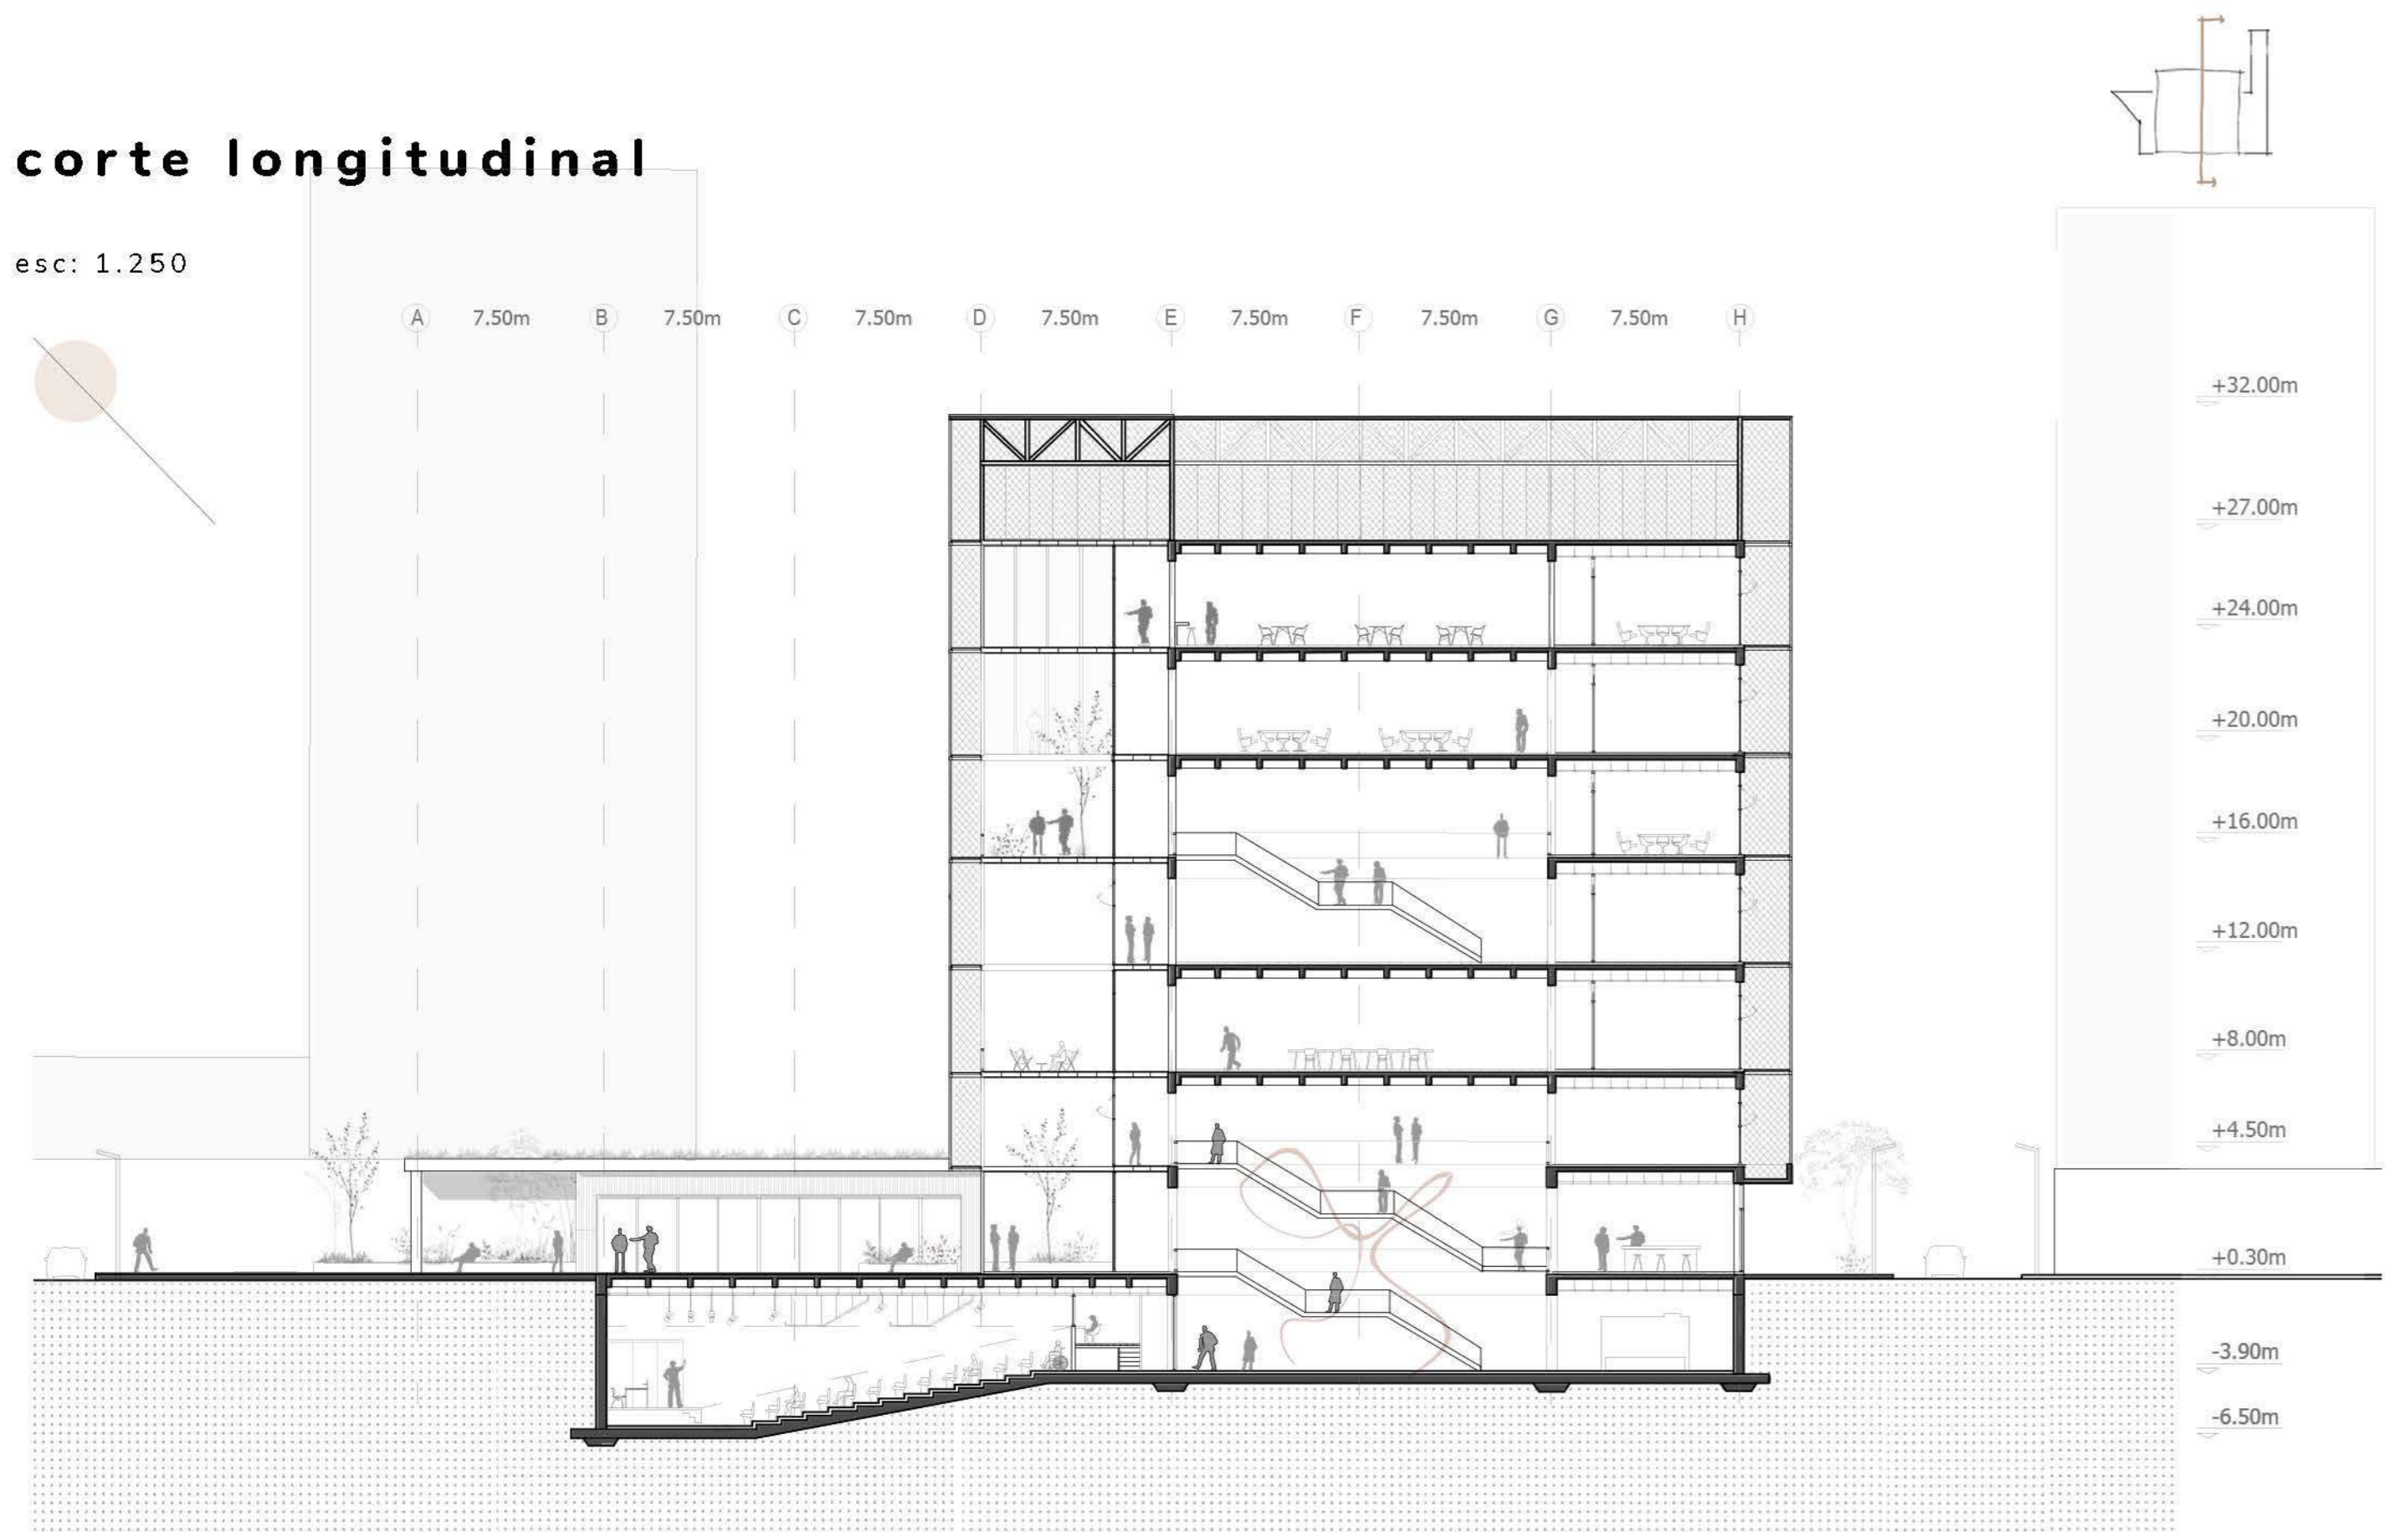 corte longitudinal
esc: 1.250
A 7.50m B 7.50m C 7.50m D 7.50m E 7.50m F 7.50m G 7.50m H
+32.00m
+27.00m
+24.00m
+20.00m
+16.00m
+12.00m
+8.00m
+4.50m
+0.30m
-3.90m
-6.50m